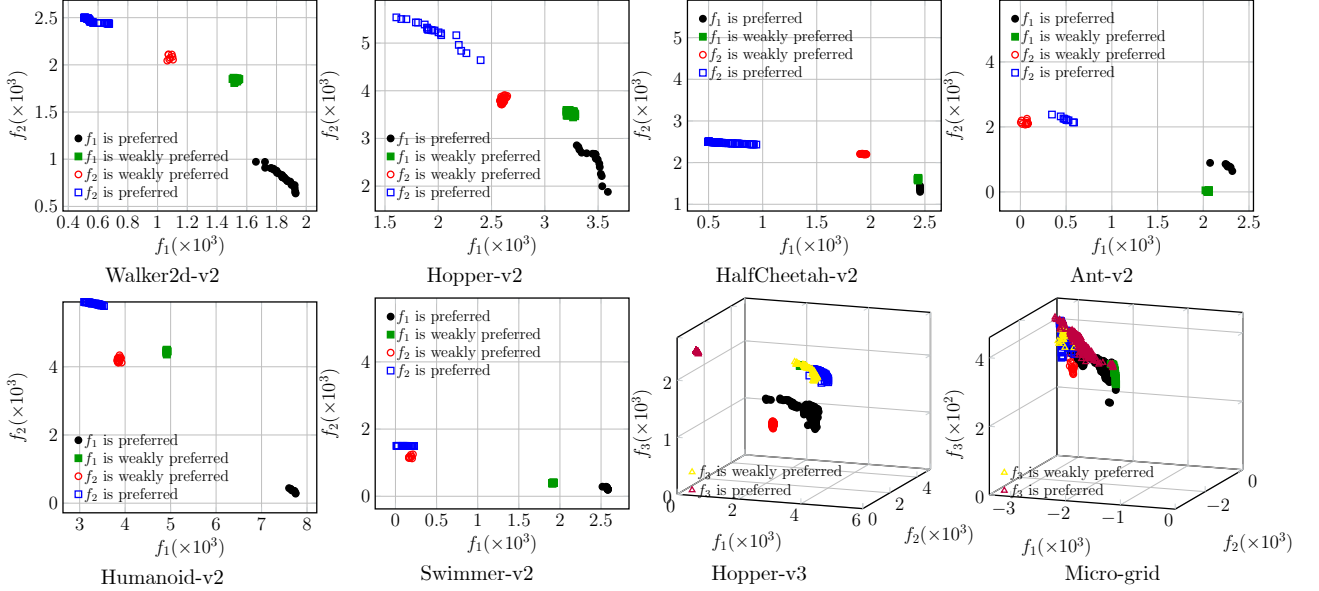 2.5
2
1.5
1
0.5
f2(×10³)
f1 is preferred
f1 is weakly preferred
f2 is weakly preferred
f2 is preferred
0.4 0.6 0.8 1 1.2 1.4 1.6 1.8 2
f1(×10³)
Walker2d-v2
5
4
3
2
f2(×10³)
f1 is preferred
f1 is weakly preferred
f2 is weakly preferred
f2 is preferred
1.5 2 2.5 3 3.5
f1(×10³)
Hopper-v2
5
4
3
2
1
f2(×10³)
f1 is preferred
f1 is weakly preferred
f2 is weakly preferred
f2 is preferred
0.5 1 1.5 2 2.5
f1(×10³)
HalfCheetah-v2
4
2
0
f2(×10³)
f1 is preferred
f1 is weakly preferred
f2 is weakly preferred
f2 is preferred
0 0.5 1 1.5 2 2.5
f1(×10³)
Ant-v2
4
2
0
f2(×10³)
f1 is preferred
f1 is weakly preferred
f2 is weakly preferred
f2 is preferred
3 4 5 6 7 8
f1(×10³)
Humanoid-v2
4
2
0
f2(×10³)
f1 is preferred
f1 is weakly preferred
f2 is weakly preferred
f2 is preferred
0 0.5 1 1.5 2 2.5
f1(×10³)
Swimmer-v2
2
1
0
f3(×10³)
f3 is weakly preferred
f3 is preferred
0 2 4 6
f1(×10³)
0 2 4
f2(×10³)
Hopper-v3
4
2
0
f3(×10²)
f3 is weakly preferred
f3 is preferred
−3 −2 −1 0
f1(×10³)
−2 0
f2(×10³)
Micro-grid